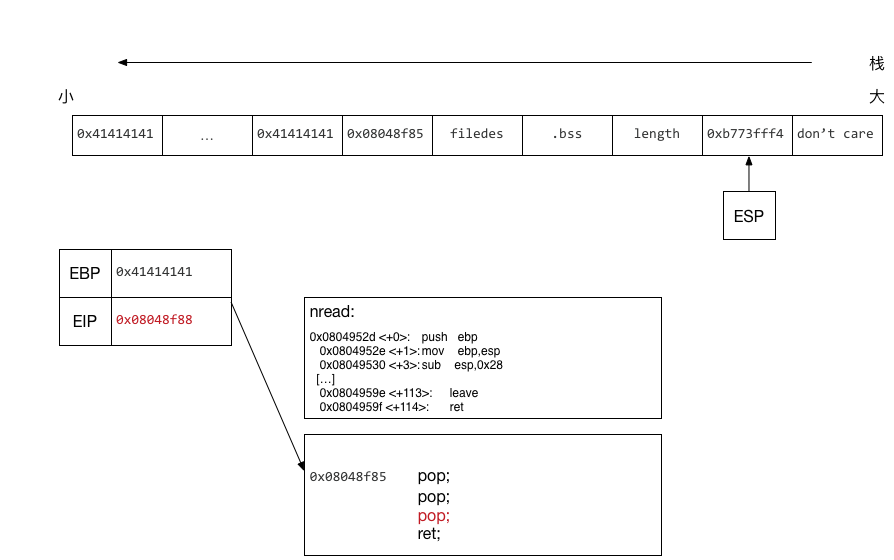 栈
小 大
0x41414141 ... 0x41414141 0x08048f85 filedes .bss length 0xb773fff4 don't care
ESP
EBP 0x41414141
EIP 0x08048f88
nread:
0x0804952d <+0>: push ebp
0x0804952e <+1>: mov ebp,esp
0x08049530 <+3>: sub esp,0x28
[...]
0x0804959e <+113>: leave
0x0804959f <+114>: ret
0x08048f85 pop;
pop;
pop;
ret;